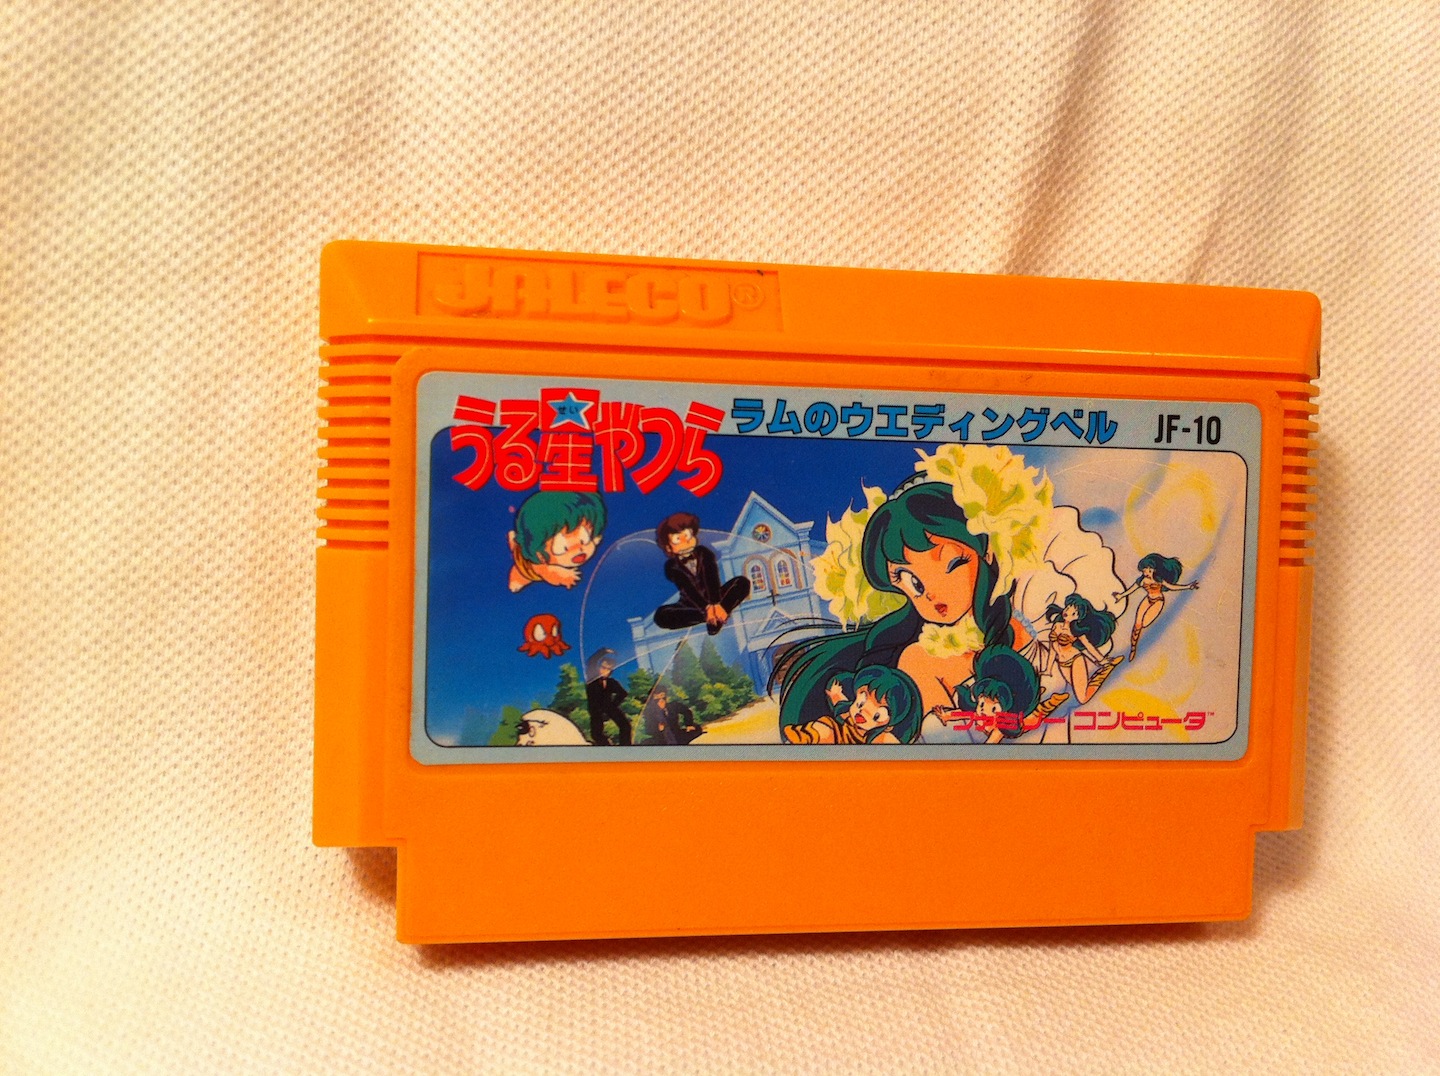 JALECO®
うる星やつら
せい
ラムのウエディングベル
JF-10
ファミリー コンピュータ™